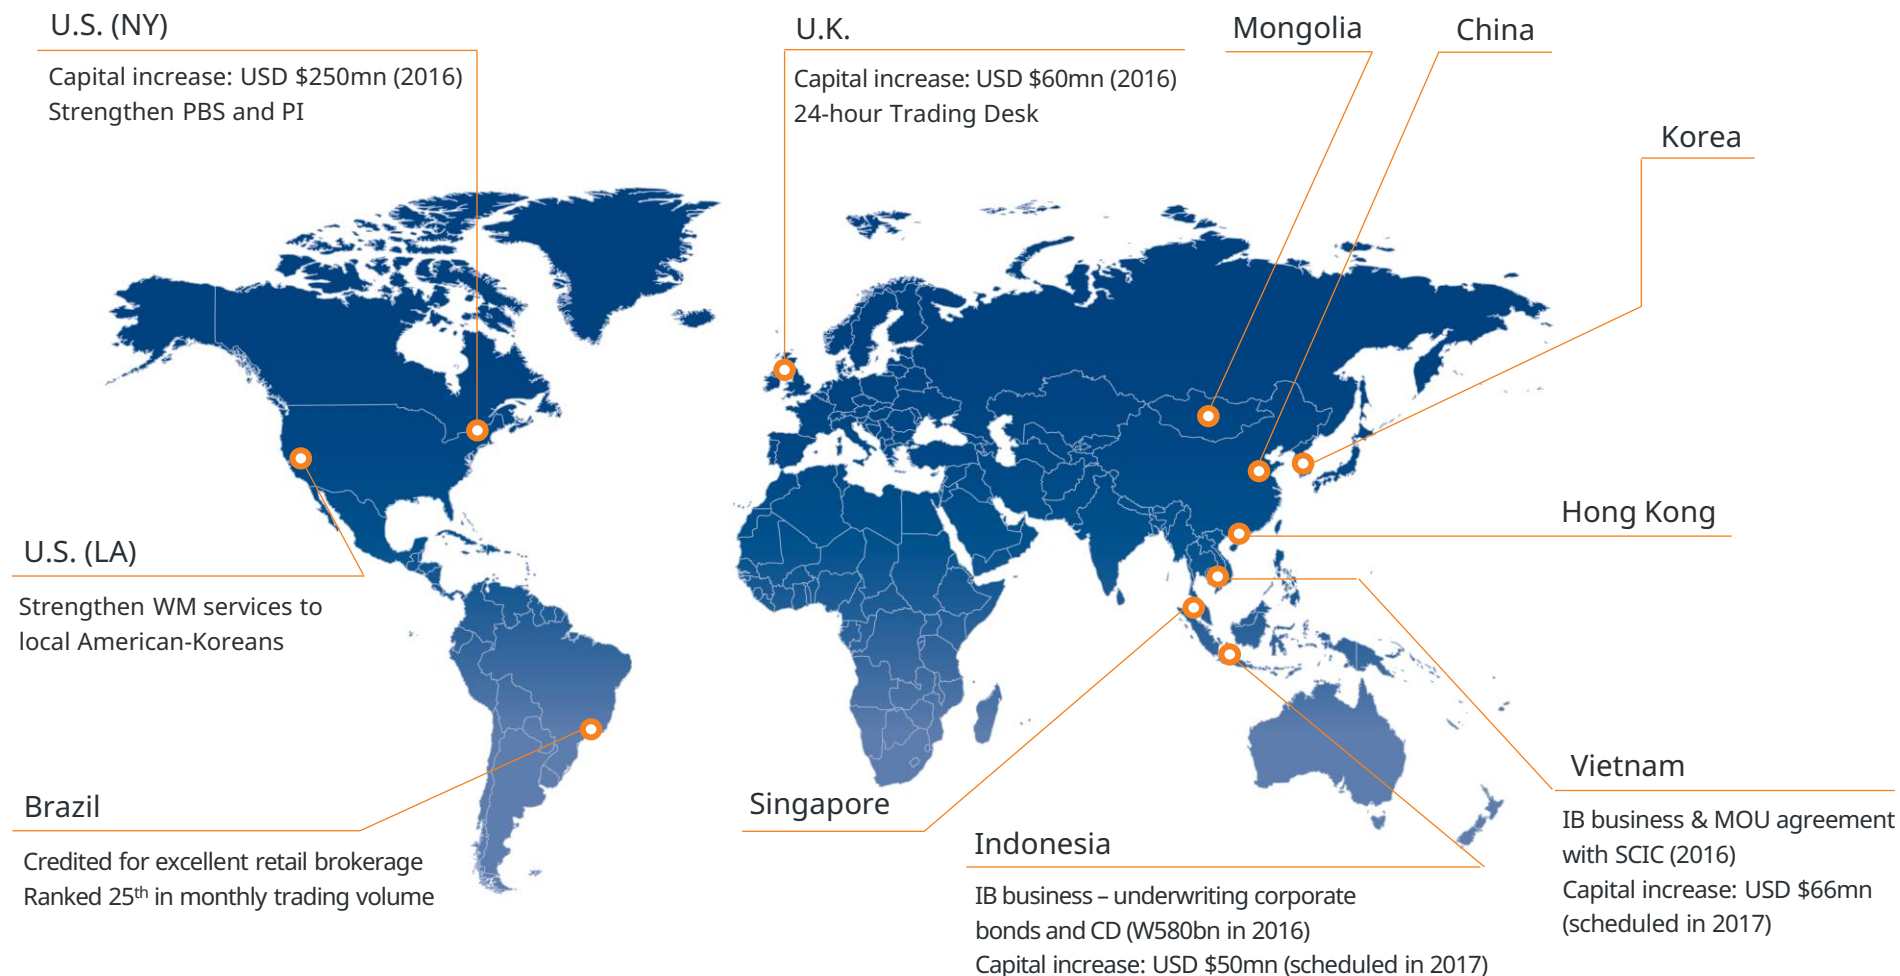 U.S. (NY)
Capital increase: USD $250mn (2016)
Strengthen PBS and PI
U.K.
Capital increase: USD $60mn (2016)
24-hour Trading Desk
Mongolia
China
Korea
Hong Kong
U.S. (LA)
Strengthen WM services to
local American-Koreans
Brazil
Credited for excellent retail brokerage
Ranked 25th in monthly trading volume
Singapore
Indonesia
IB business – underwriting corporate
bonds and CD (W580bn in 2016)
Capital increase: USD $50mn (scheduled in 2017)
Vietnam
IB business & MOU agreement
with SCIC (2016)
Capital increase: USD $66mn
(scheduled in 2017)